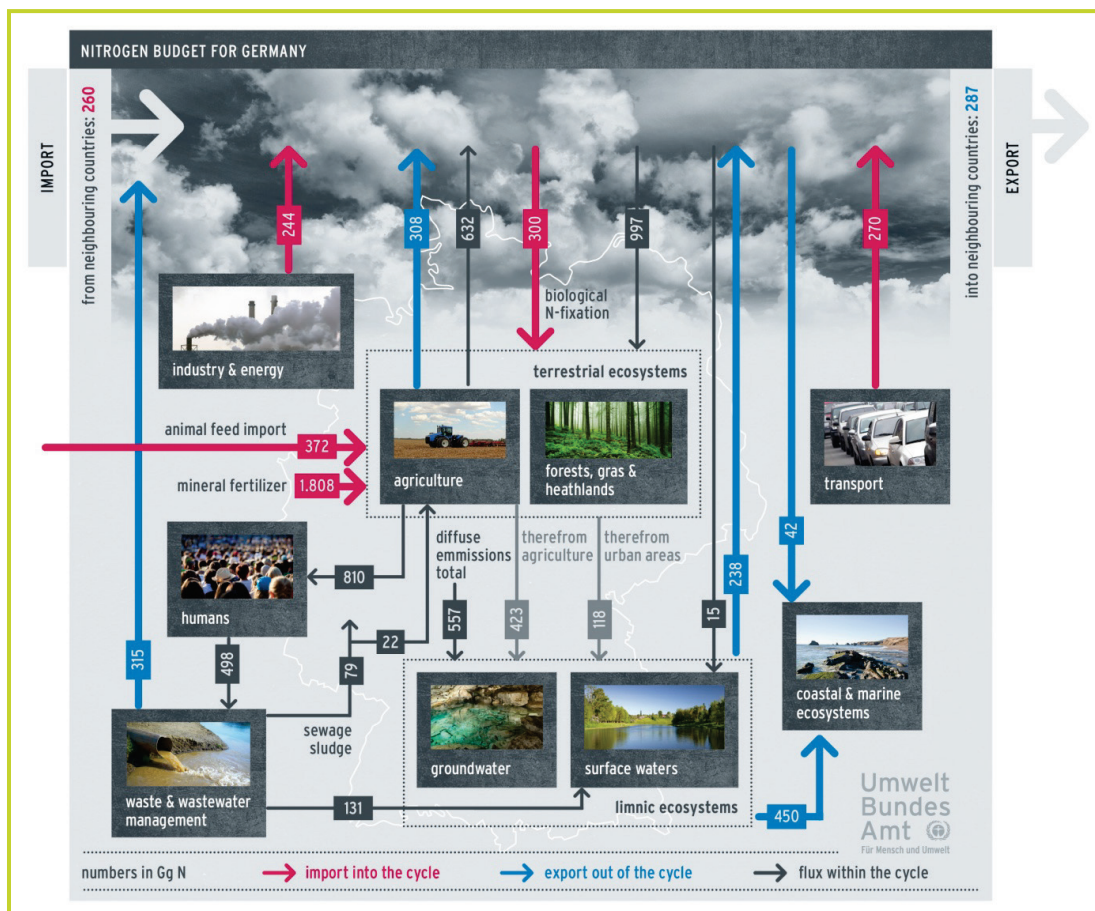 NITROGEN BUDGET FOR GERMANY
IMPORT
from neighbouring countries: 260
into neighbouring countries: 287
EXPORT
244
308
632
300
997
270
biological
N-fixation
industry & energy
terrestrial ecosystems
animal feed import
372
mineral fertilizer
1.808
agriculture
forests, gras &
heathlands
transport
diffuse
emmissions
total
therefrom
agriculture
therefrom
urban areas
42
238
810
humans
557
423
118
15
22
498
79
315
coastal & marine
ecosystems
sewage
sludge
groundwater
surface waters
waste & wastewater
management
131
limnic ecosystems
450
Umwelt
Bundes
Amt
Für Mensch und Umwelt
numbers in Gg N
import into the cycle
export out of the cycle
flux within the cycle